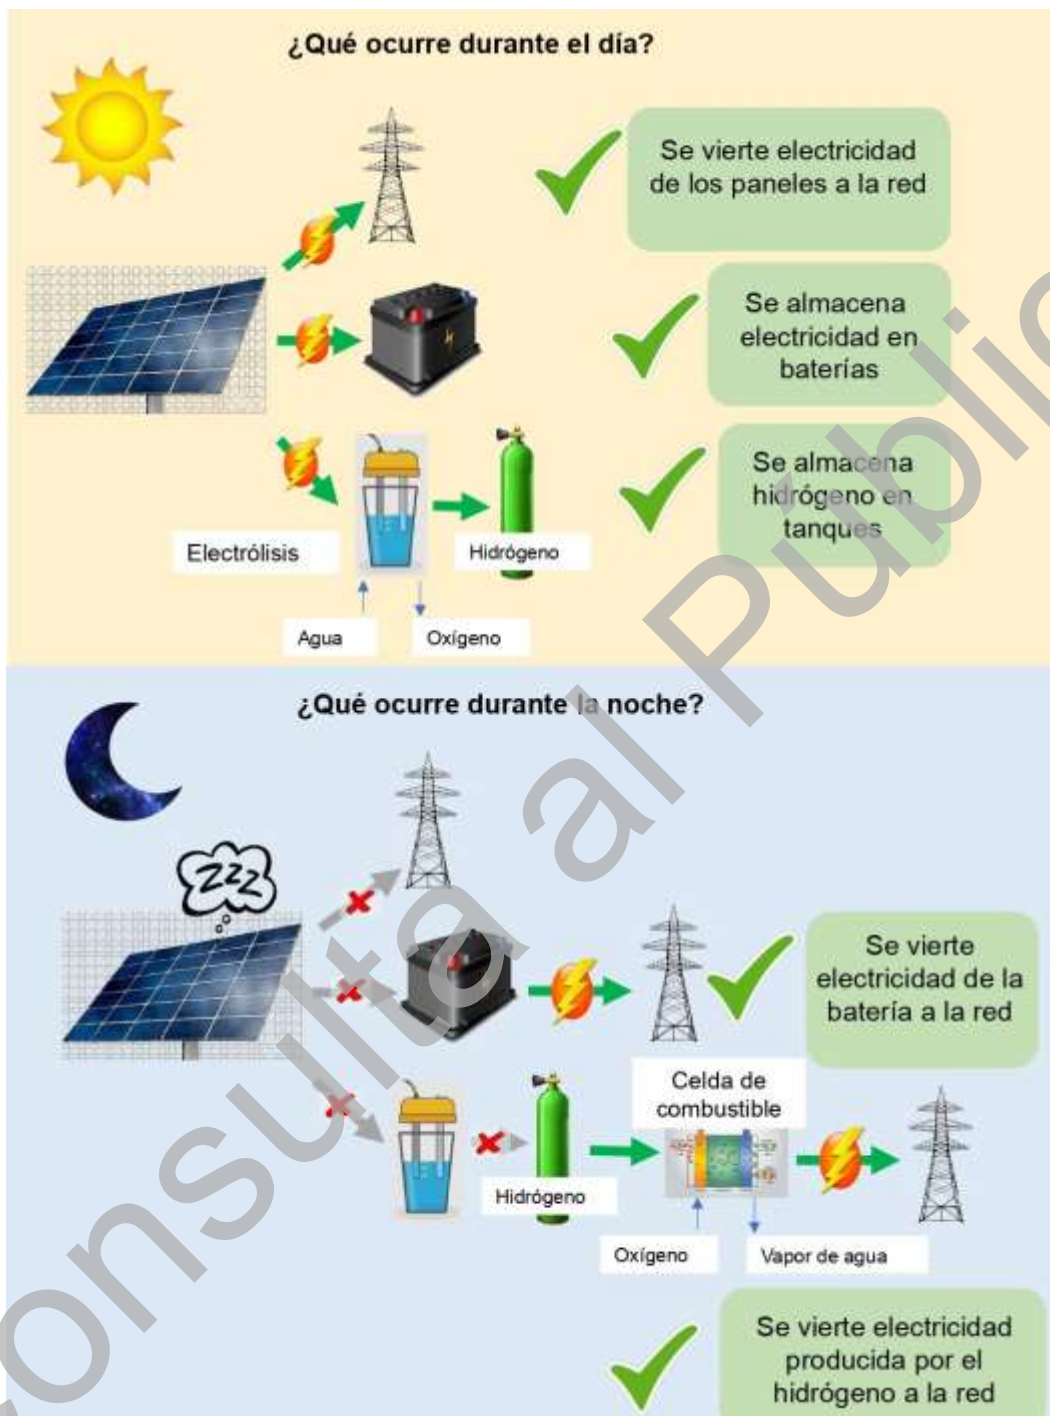 ¿Qué ocurre durante el día?
Se vierte electricidad
de los paneles a la red
Se almacena
electricidad en
baterías
Se almacena
hidrógeno en
tanques
Electrólisis
Hidrógeno
Agua
Oxígeno
¿Qué ocurre durante la noche?
zzz
Se vierte
electricidad de la
batería a la red
Celda de
combustible
Hidrógeno
Oxígeno
Vapor de agua
Se vierte electricidad
producida por el
hidrógeno a la red
onsulta al Públic